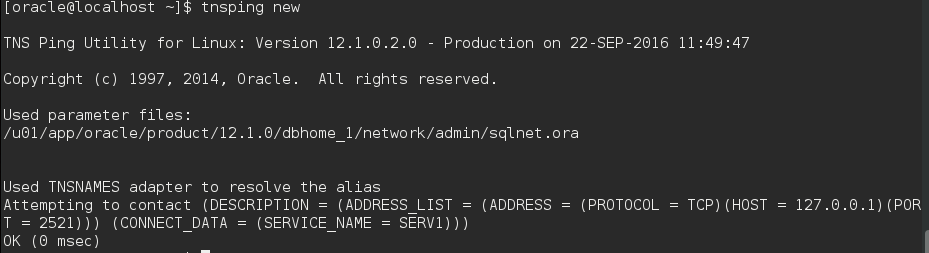 [oracle@localhost ~]$ tnsping new
TNS Ping Utility for Linux: Version 12.1.0.2.0 - Production on 22-SEP-2016 11:49:47
Copyright (c) 1997, 2014, Oracle.  All rights reserved.
Used parameter files:
/u01/app/oracle/product/12.1.0/dbhome_1/network/admin/sqlnet.ora
Used TNSNAMES adapter to resolve the alias
Attempting to contact (DESCRIPTION = (ADDRESS_LIST = (ADDRESS = (PROTOCOL = TCP)(HOST = 127.0.0.1)(POR
T = 2521))) (CONNECT_DATA = (SERVICE_NAME = SERV1)))
OK (0 msec)